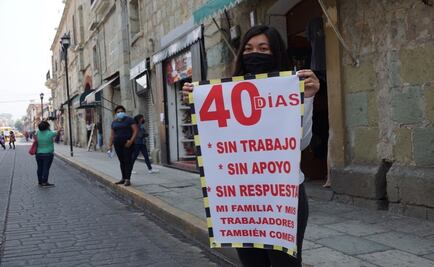 40 DÍAS
* SIN TRABAJO
* SIN APOYO
* SIN RESPUESTA
MI FAMILIA Y MIS
TRABAJADORES
TAMBIÉN COMEN